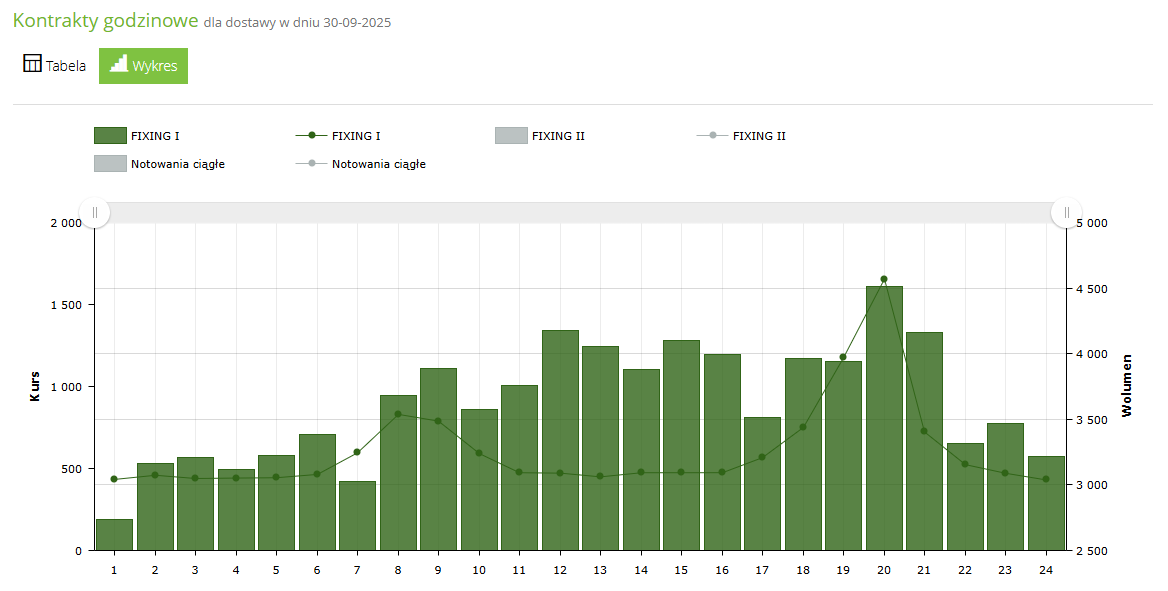 Kontrakty godzinowe dla dostawy w dniu 30-09-2025
Tabela Wykres
FIXING I FIXING I FIXING II FIXING II
Notowania ciągłe Notowania ciągłe
2 000 5 000
4 500
1 500
4 000
1 000
3 500
500
3 000
0 2 500
Kurs
Wolumen
1 2 3 4 5 6 7 8 9 10 11 12 13 14 15 16 17 18 19 20 21 22 23 24